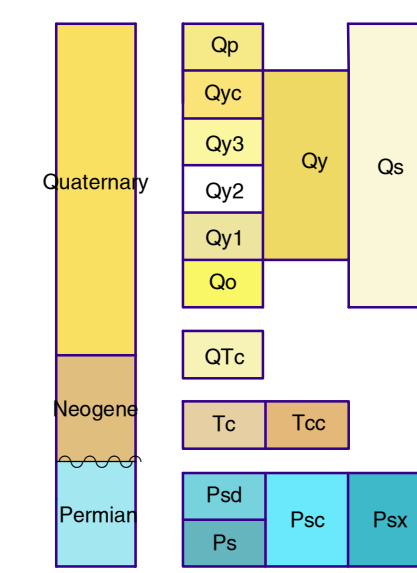 Qp
Qyc
Qy3
Qy
Qs
Quaternary
Qy2
Qy1
Qo
QTc
Neogene
Tc
Tcc
Psd
Permian
Psc
Psx
Ps